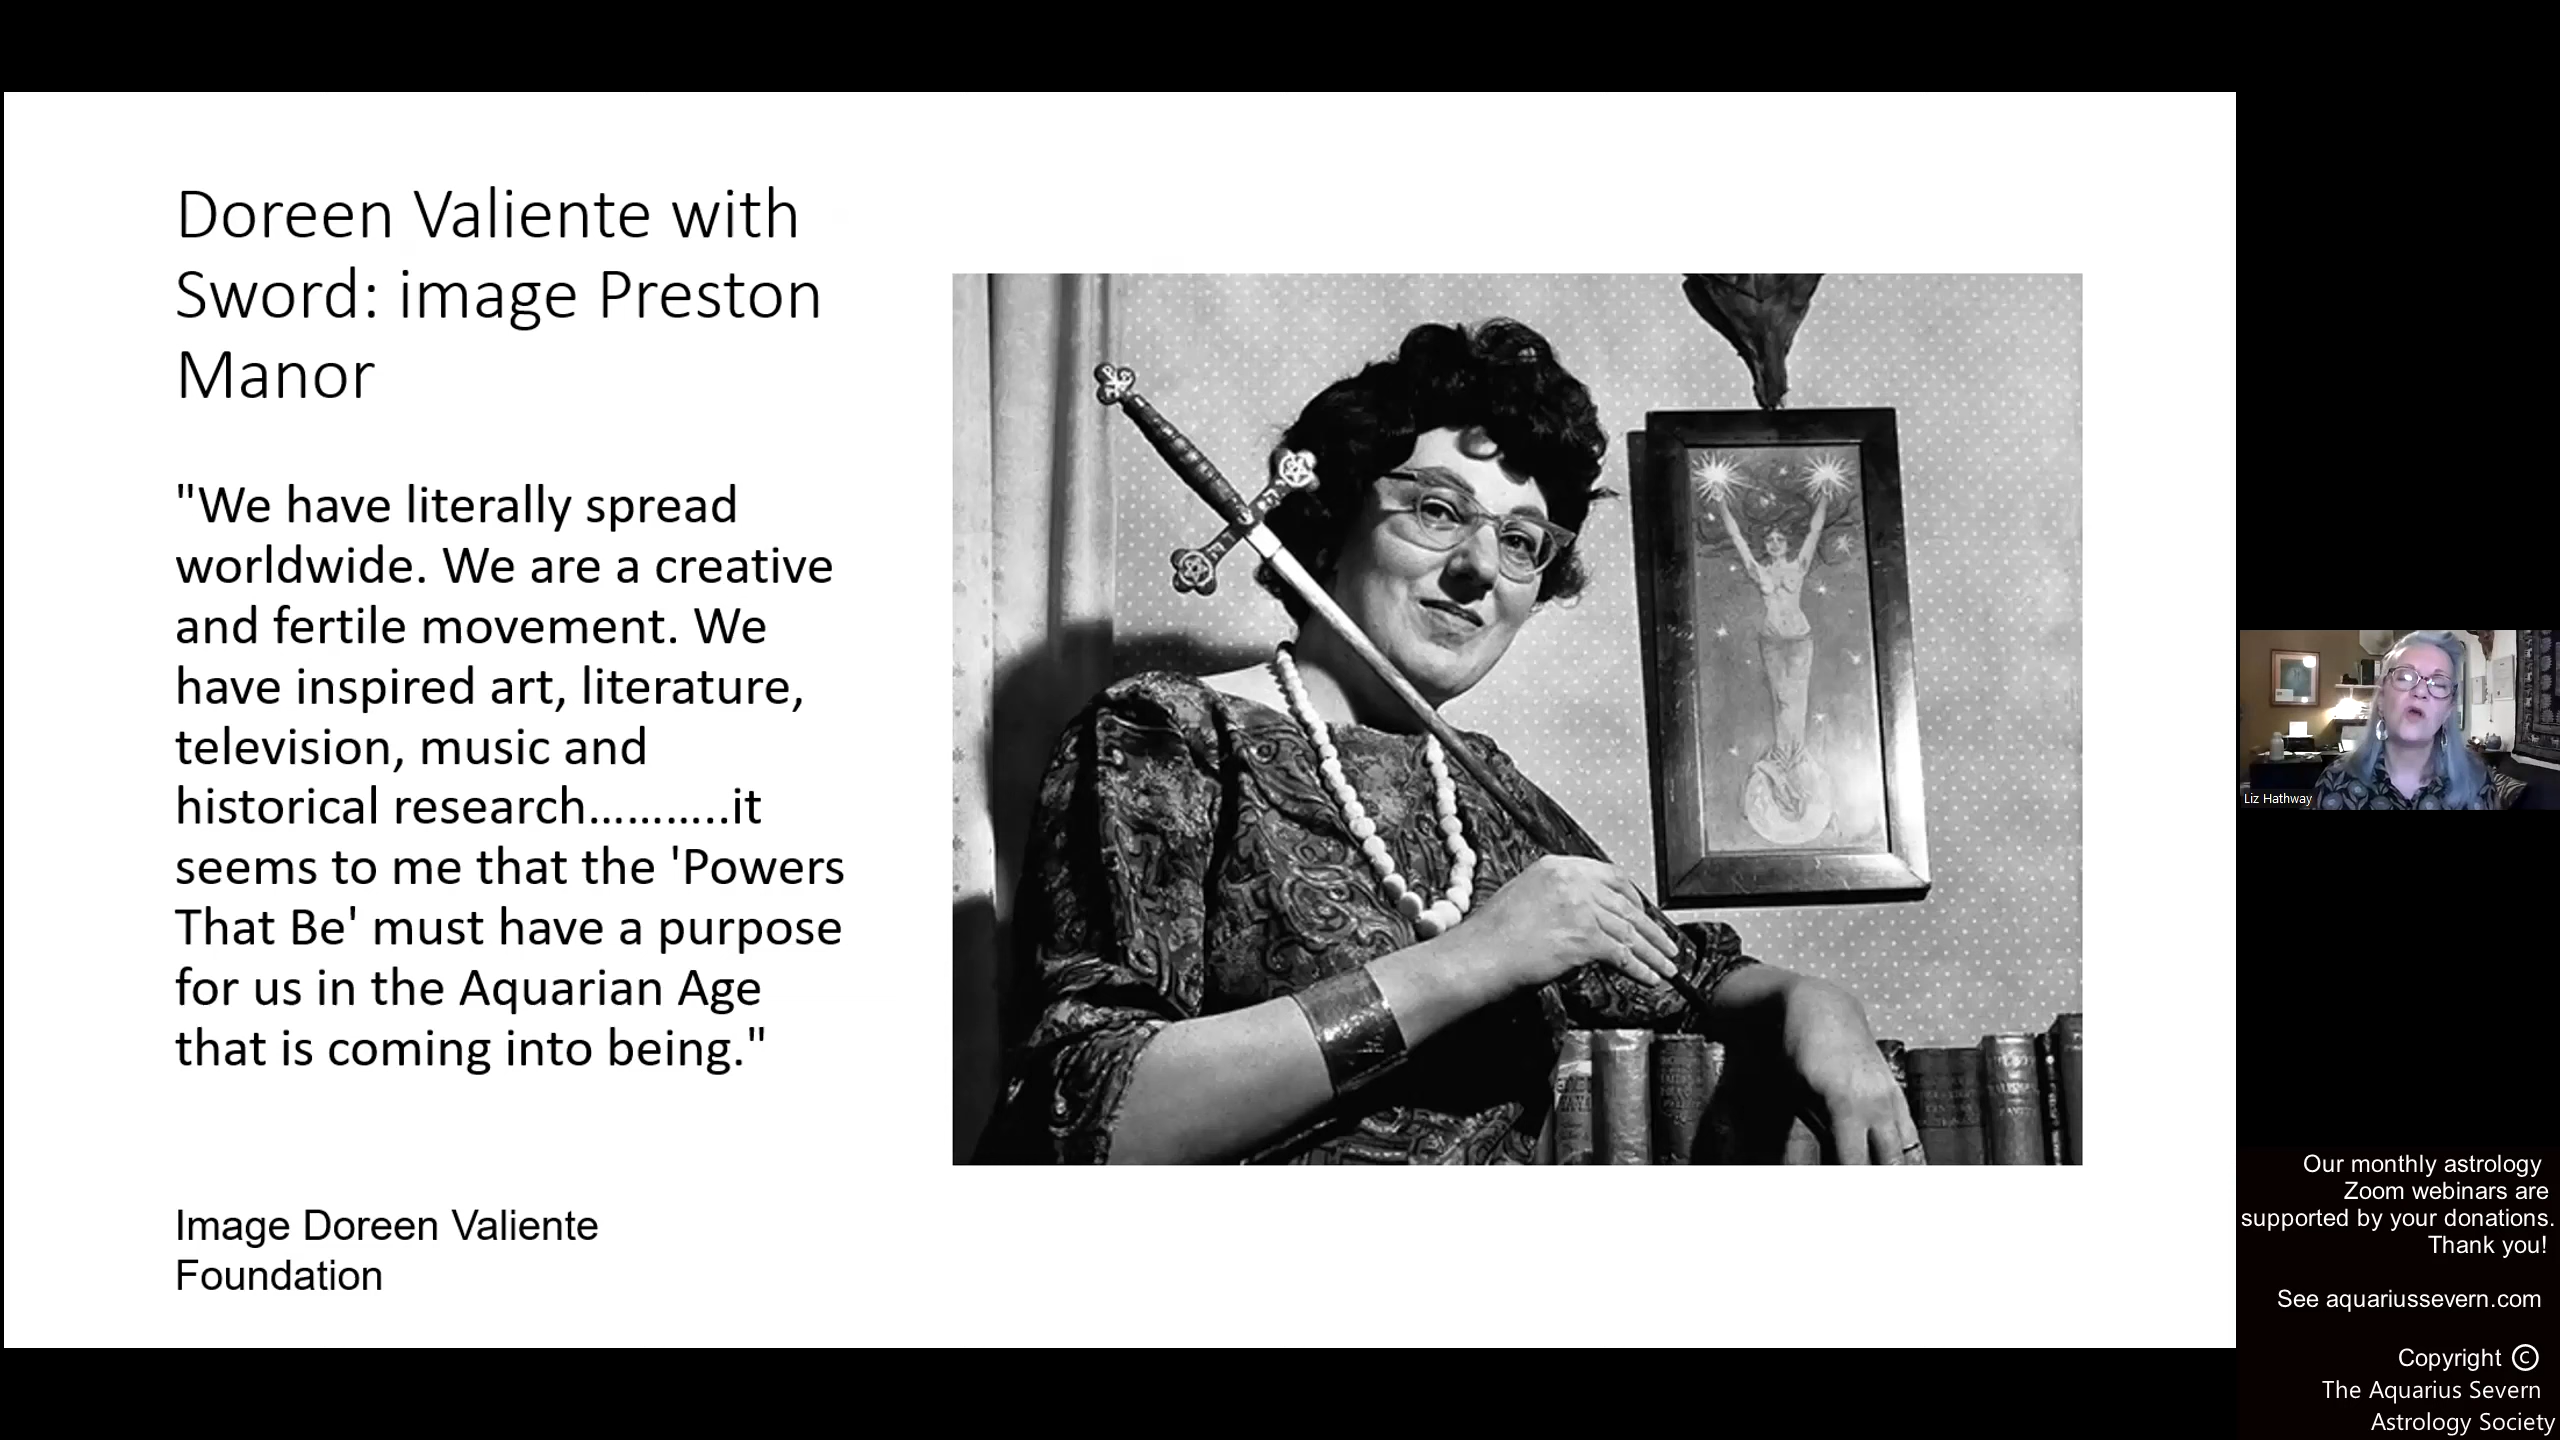 Doreen Valiente with
Sword: image Preston
Manor
"We have literally spread
worldwide. We are a creative
and fertile movement. We
have inspired art, literature,
television, music and
historical research………..it
seems to me that the 'Powers
That Be' must have a purpose
for us in the Aquarian Age
that is coming into being."
Image Doreen Valiente
Foundation
Liz Hathway
Our monthly astrology
Zoom webinars are
supported by your donations.
Thank you!
See aquariussevern.com
Copyright ©
The Aquarius Severn
Astrology Society